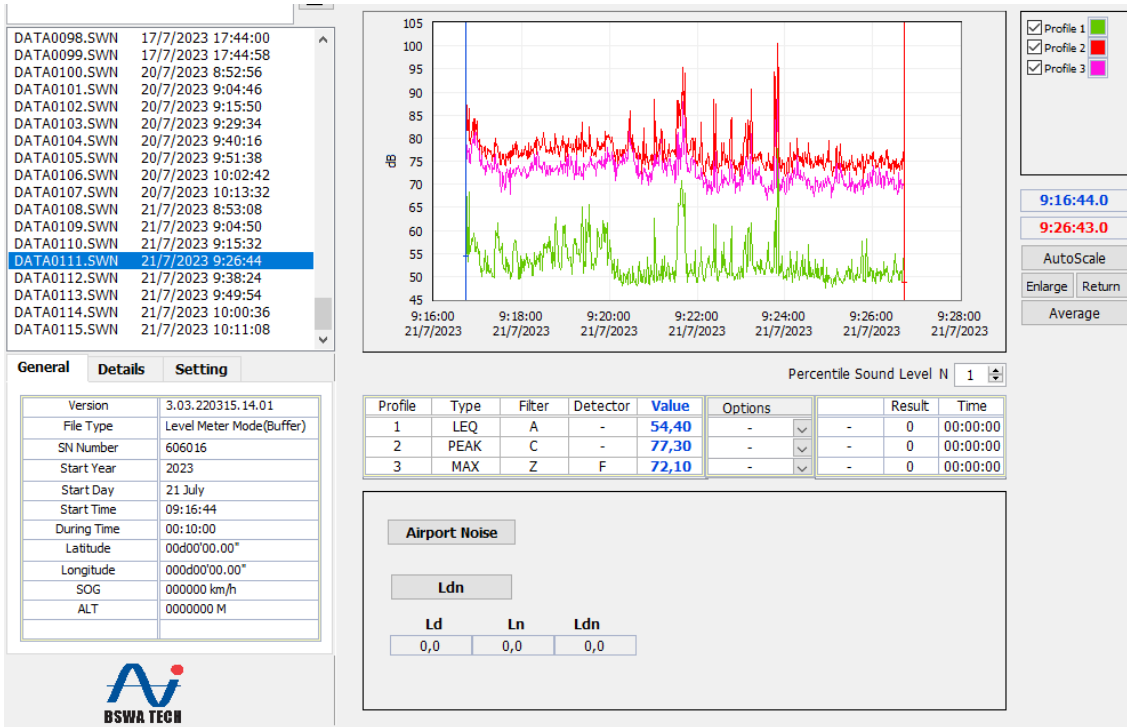 DATA0098.SWN 17/7/2023 17:44:00
DATA0099.SWN 17/7/2023 17:44:58
DATA0100.SWN 20/7/2023 8:52:56
DATA0101.SWN 20/7/2023 9:04:46
DATA0102.SWN 20/7/2023 9:15:50
DATA0103.SWN 20/7/2023 9:29:34
DATA0104.SWN 20/7/2023 9:40:16
DATA0105.SWN 20/7/2023 9:51:38
DATA0106.SWN 20/7/2023 10:02:42
DATA0107.SWN 20/7/2023 10:13:32
DATA0108.SWN 21/7/2023 8:53:08
DATA0109.SWN 21/7/2023 9:04:50
DATA0110.SWN 21/7/2023 9:15:32
DATA0111.SWN 21/7/2023 9:26:44
DATA0112.SWN 21/7/2023 9:38:24
DATA0113.SWN 21/7/2023 9:49:54
DATA0114.SWN 21/7/2023 10:00:36
DATA0115.SWN 21/7/2023 10:11:08
General Details Setting
Version 3.03.220315.14.01
File Type Level Meter Mode(Buffer)
SN Number 606016
Start Year 2023
Start Day 21 July
Start Time 09:16:44
During Time 00:10:00
Latitude 00d00'00.00"
Longitude 000d00'00.00"
SOG 000000 km/h
ALT 0000000 M
BSWA TECH
105
100
95
90
85
80
75
70
65
60
55
50
45
dB
9:16:00 9:18:00 9:20:00 9:22:00 9:24:00 9:26:00 9:28:00
21/7/2023 21/7/2023 21/7/2023 21/7/2023 21/7/2023 21/7/2023 21/7/2023
Profile 1
Profile 2
Profile 3
9:16:44.0
9:26:43.0
AutoScale
Enlarge Return
Average
Percentile Sound Level N 1
Profile Type Filter Detector Value Options Result Time
1 LEQ A - 54,40 - - 0 00:00:00
2 PEAK C - 77,30 - - 0 00:00:00
3 MAX Z F 72,10 - - 0 00:00:00
Airport Noise
Ldn
Ld Ln Ldn
0,0 0,0 0,0